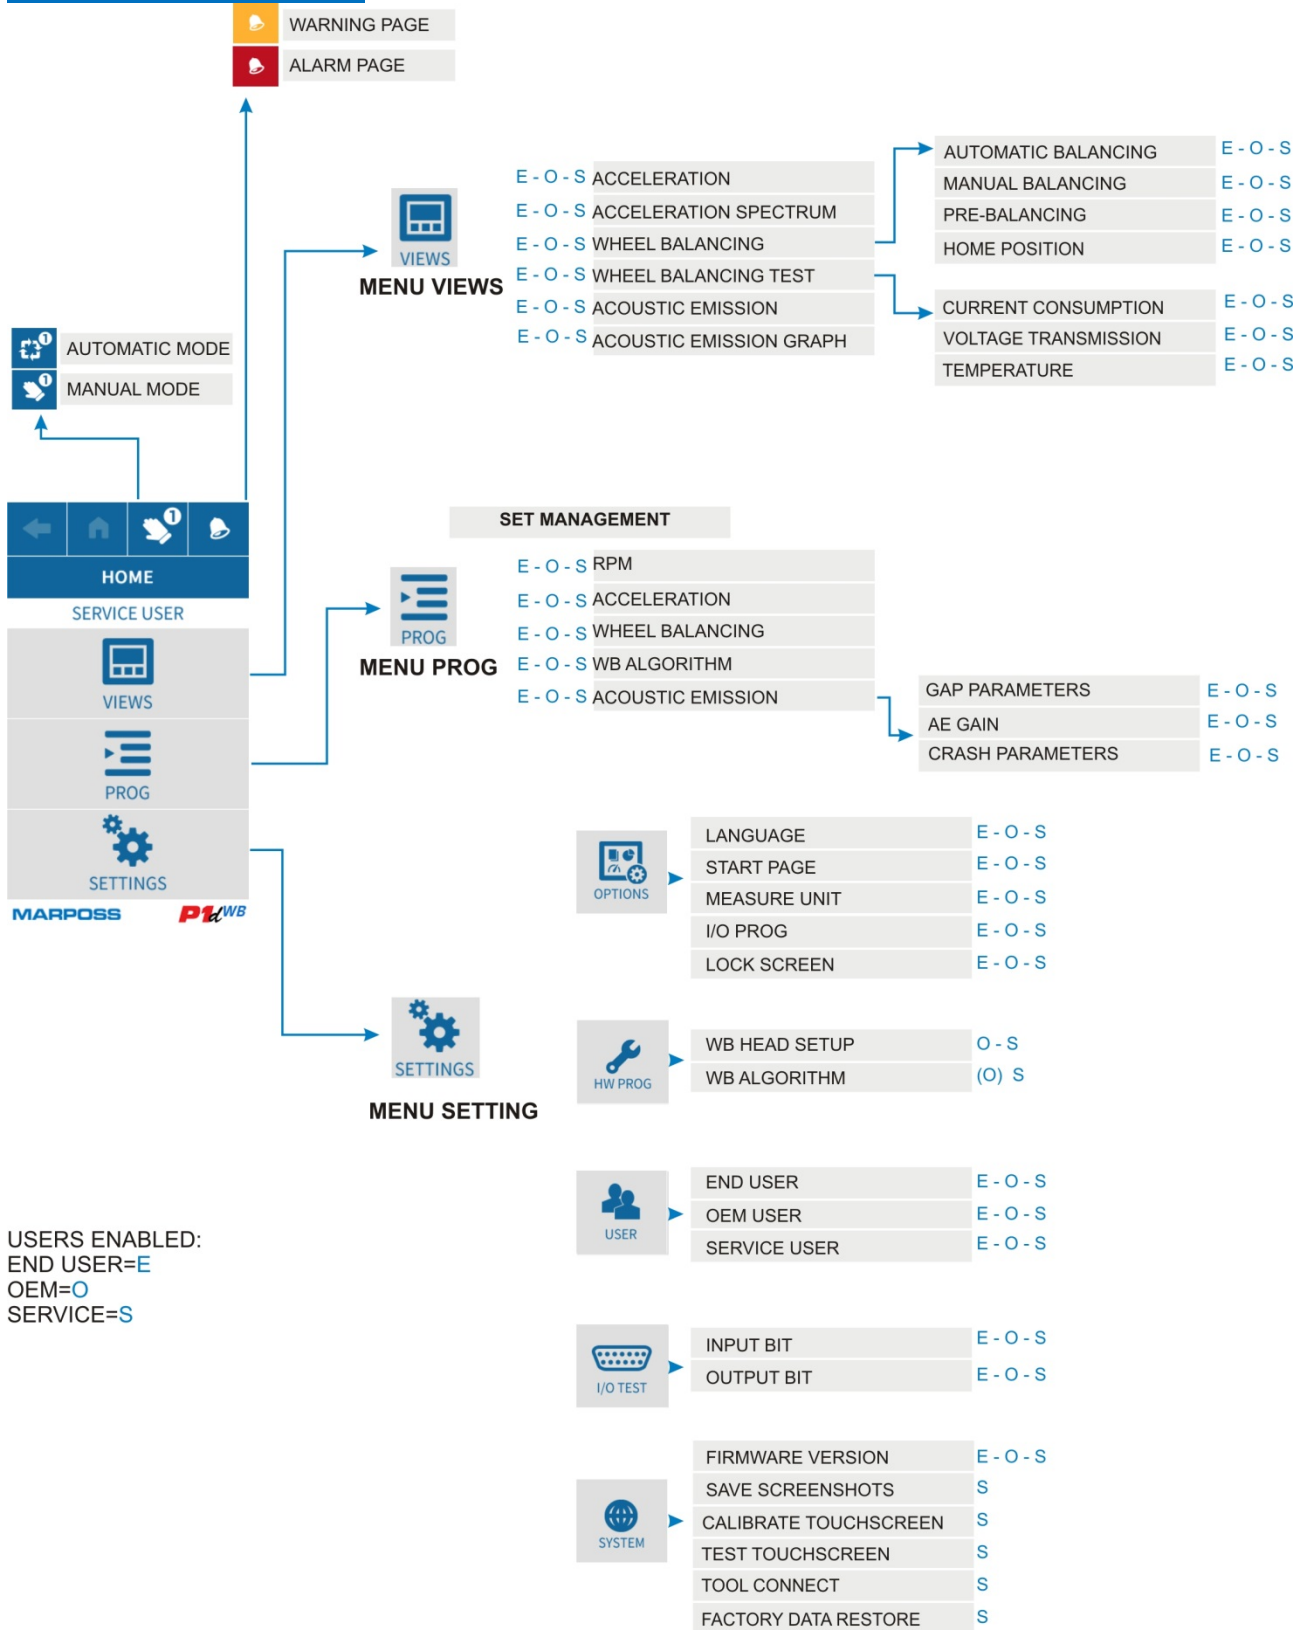 WARNING PAGE
ALARM PAGE
AUTOMATIC MODE
MANUAL MODE
1
HOME
SERVICE USER
VIEWS
PROG
SETTINGS
MARPOSS P1dWB
USERS ENABLED:
END USER=E
OEM=O
SERVICE=S
VIEWS
MENU VIEWS
E - O - S ACCELERATION
E - O - S ACCELERATION SPECTRUM
E - O - S WHEEL BALANCING
E - O - S WHEEL BALANCING TEST
E - O - S ACOUSTIC EMISSION
E - O - S ACOUSTIC EMISSION GRAPH
AUTOMATIC BALANCING E - O - S
MANUAL BALANCING E - O - S
PRE-BALANCING E - O - S
HOME POSITION E - O - S
CURRENT CONSUMPTION E - O - S
VOLTAGE TRANSMISSION E - O - S
TEMPERATURE E - O - S
SET MANAGEMENT
PROG
MENU PROG
E - O - S RPM
E - O - S ACCELERATION
E - O - S WHEEL BALANCING
E - O - S WB ALGORITHM
E - O - S ACOUSTIC EMISSION
GAP PARAMETERS E - O - S
AE GAIN E - O - S
CRASH PARAMETERS E - O - S
SETTINGS
MENU SETTING
OPTIONS
LANGUAGE E - O - S
START PAGE E - O - S
MEASURE UNIT E - O - S
I/O PROG E - O - S
LOCK SCREEN E - O - S
HW PROG
WB HEAD SETUP O - S
WB ALGORITHM (O) S
USER
END USER E - O - S
OEM USER E - O - S
SERVICE USER E - O - S
I/O TEST
INPUT BIT E - O - S
OUTPUT BIT E - O - S
SYSTEM
FIRMWARE VERSION E - O - S
SAVE SCREENSHOTS S
CALIBRATE TOUCHSCREEN S
TEST TOUCHSCREEN S
TOOL CONNECT S
FACTORY DATA RESTORE S